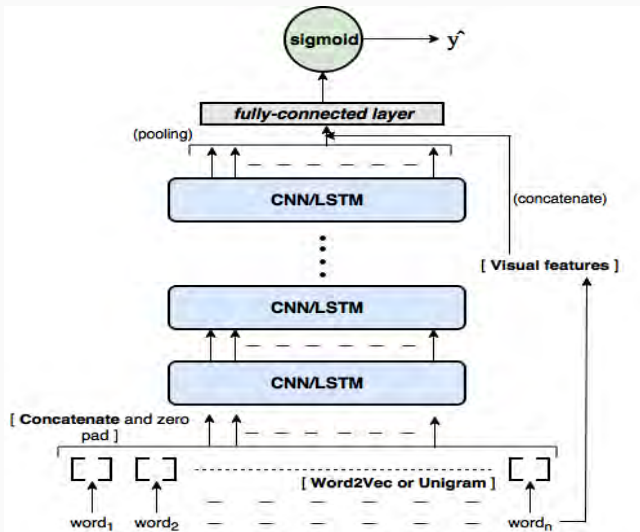 sigmoid
ŷ
fully-connected layer
(pooling)
CNN/LSTM
(concatenate)
[ Visual features ]
CNN/LSTM
CNN/LSTM
[ Concatenate and zero
pad ]
[ Word2Vec or Unigram ]
word1 word2 wordn